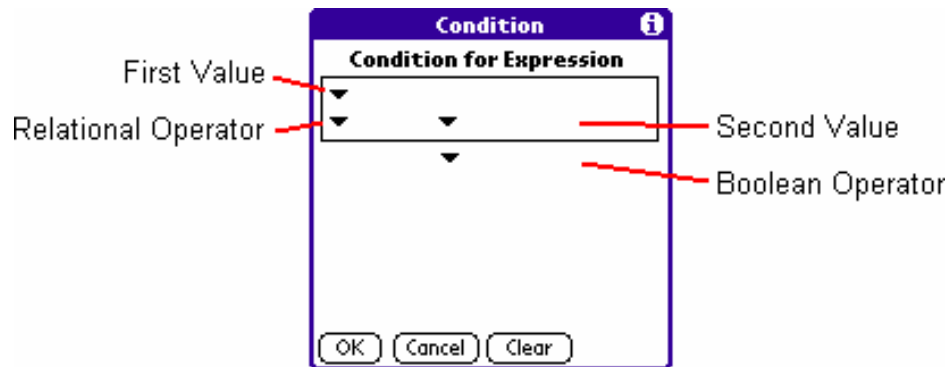 Condition i
Condition for Expression
First Value
Relational Operator
Second Value
Boolean Operator
OK Cancel Clear